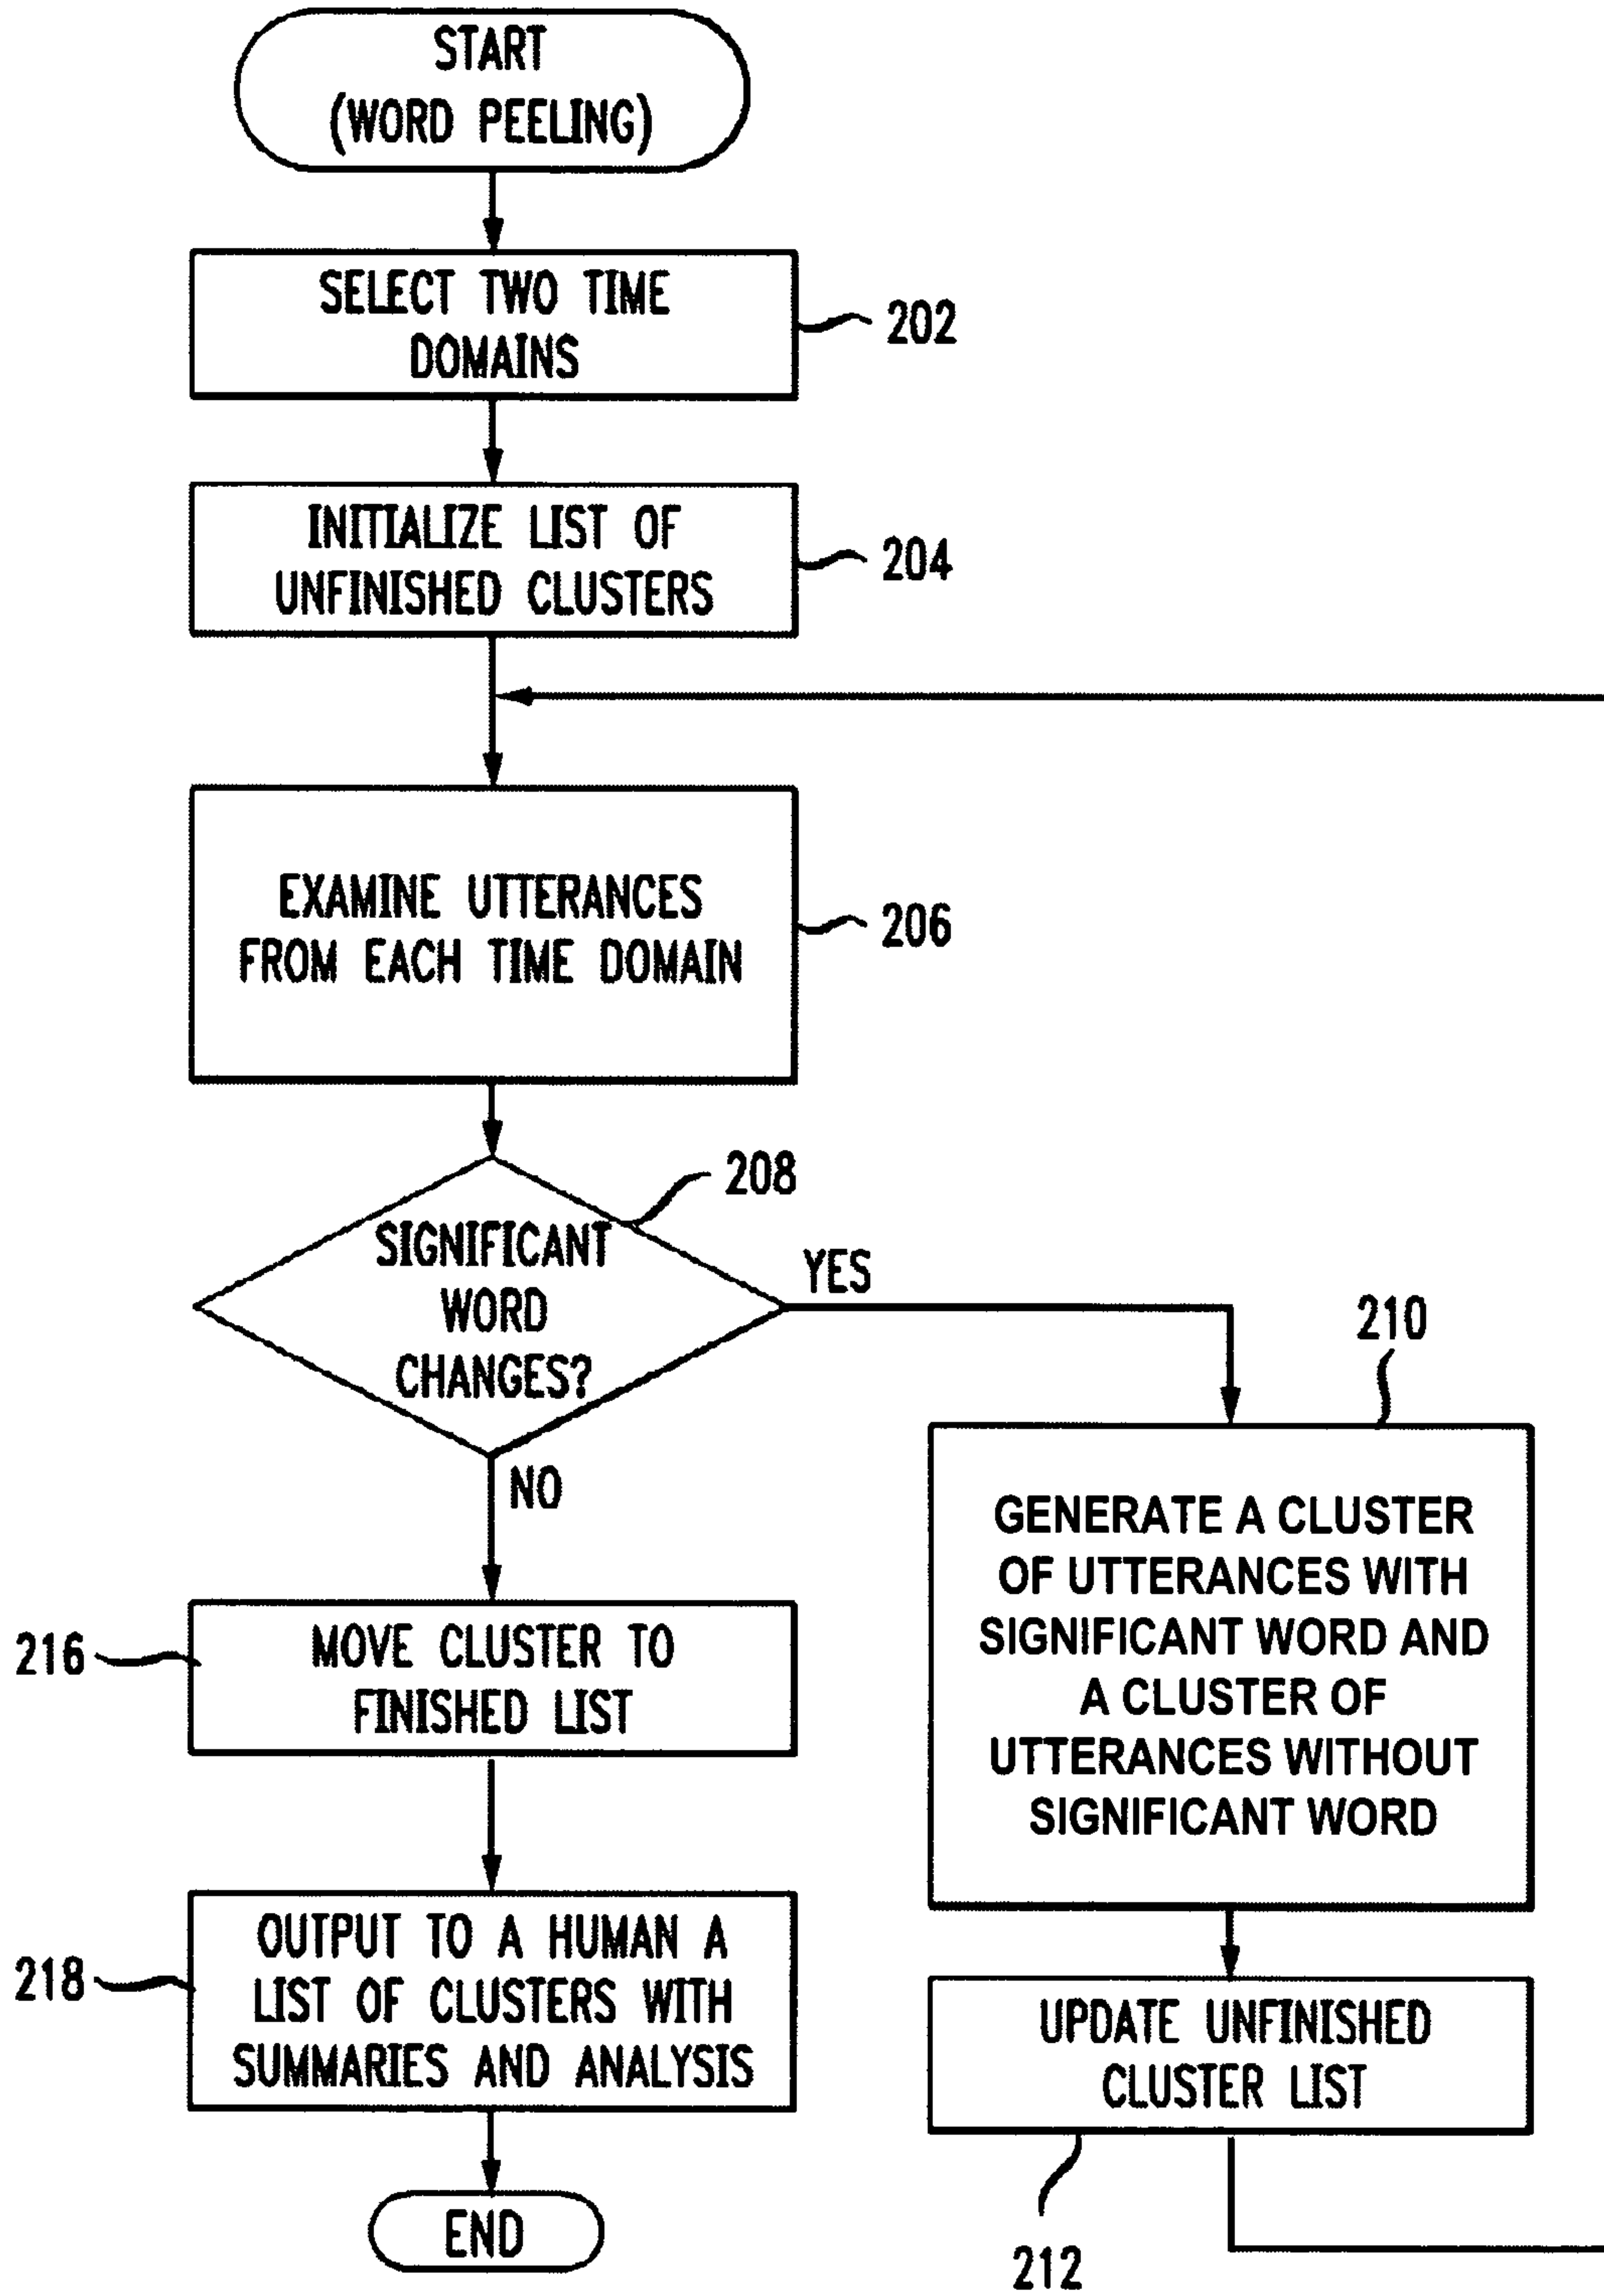 START
(WORD PEELING)
SELECT TWO TIME
DOMAINS
202
INITIALIZE LIST OF
UNFINISHED CLUSTERS
204
EXAMINE UTTERANCES
FROM EACH TIME DOMAIN
206
208
SIGNIFICANT
WORD
CHANGES?
YES
NO
210
GENERATE A CLUSTER
OF UTTERANCES WITH
SIGNIFICANT WORD AND
A CLUSTER OF
UTTERANCES WITHOUT
SIGNIFICANT WORD
216
MOVE CLUSTER TO
FINISHED LIST
218
OUTPUT TO A HUMAN A
LIST OF CLUSTERS WITH
SUMMARIES AND ANALYSIS
UPDATE UNFINISHED
CLUSTER LIST
212
END